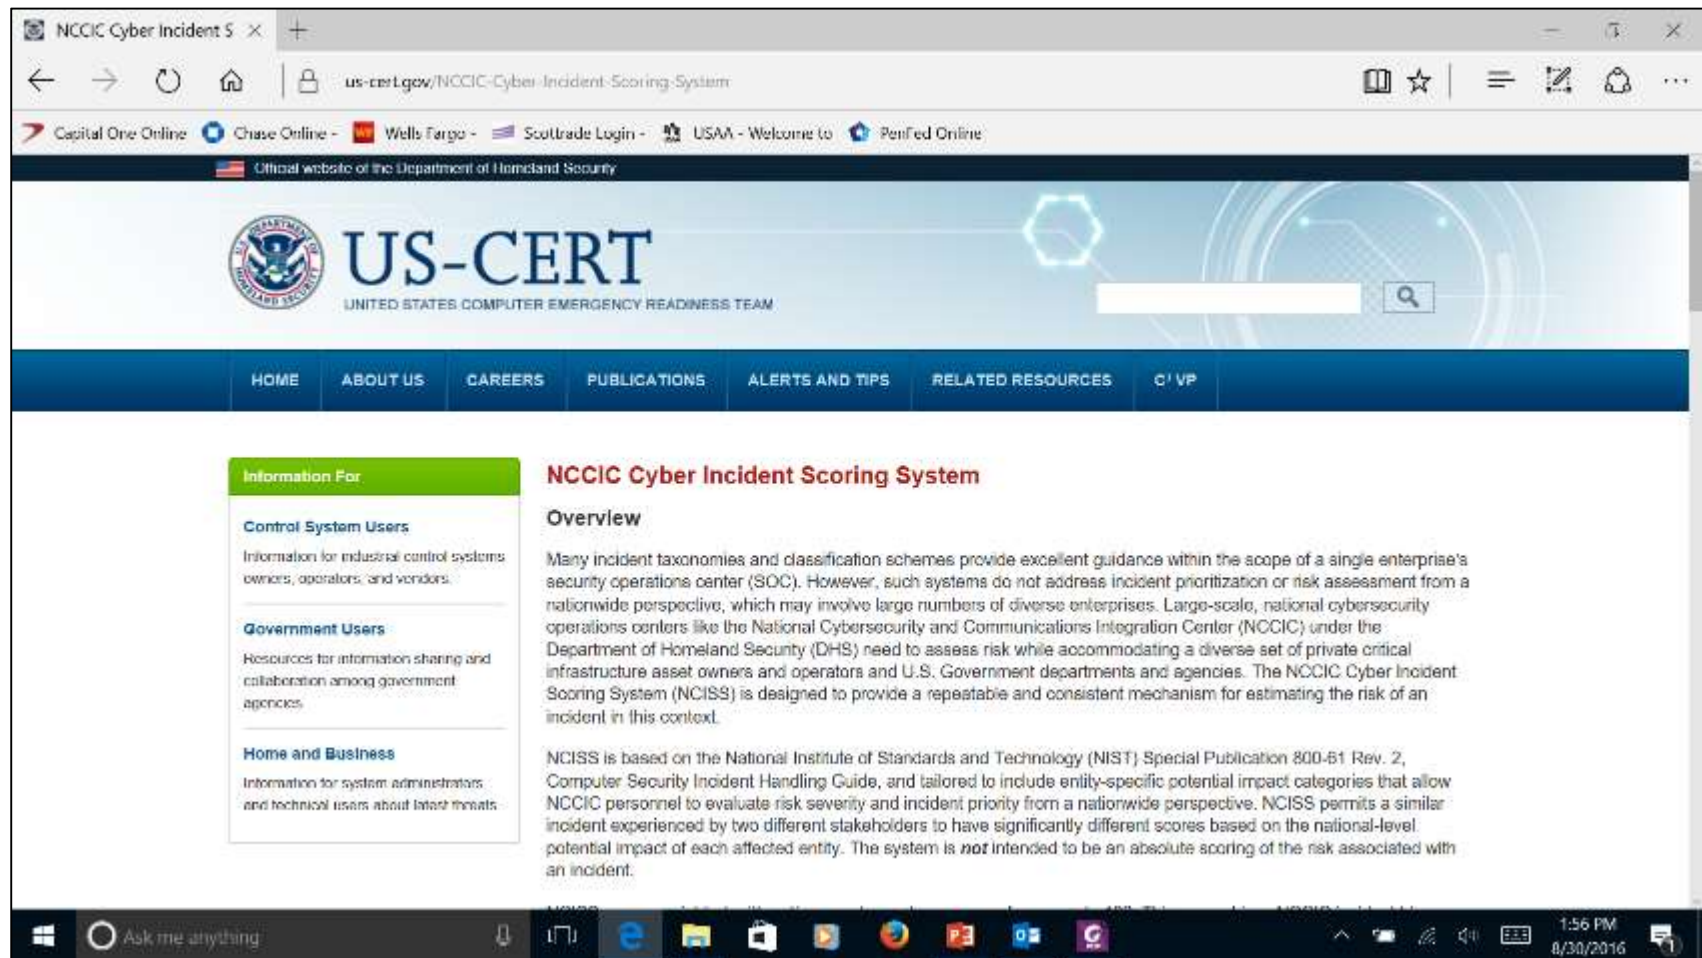 NCCIC Cyber Incident S
us-cert.gov/NCCIC-Cyber-Incident-Scoring-System
Capital One Online Chase Online - Wells Fargo - Scottrade Login - USAA - Welcome to PenFed Online
Official website of the Department of Homeland Security
US-CERT
UNITED STATES COMPUTER EMERGENCY READINESS TEAM
HOME ABOUT US CAREERS PUBLICATIONS ALERTS AND TIPS RELATED RESOURCES C³ VP
Information For
Control System Users
Information for industrial control systems
owners, operators, and vendors.
Government Users
Resources for information sharing and
collaboration among government
agencies.
Home and Business
Information for system administrators
and technical users about latest threats.
NCCIC Cyber Incident Scoring System
Overview
Many incident taxonomies and classification schemes provide excellent guidance within the scope of a single enterprise's
security operations center (SOC). However, such systems do not address incident prioritization or risk assessment from a
nationwide perspective, which may involve large numbers of diverse enterprises. Large-scale, national cybersecurity
operations centers like the National Cybersecurity and Communications Integration Center (NCCIC) under the
Department of Homeland Security (DHS) need to assess risk while accommodating a diverse set of private critical
infrastructure asset owners and operators and U.S. Government departments and agencies. The NCCIC Cyber Incident
Scoring System (NCISS) is designed to provide a repeatable and consistent mechanism for estimating the risk of an
incident in this context.
NCISS is based on the National Institute of Standards and Technology (NIST) Special Publication 800-61 Rev. 2,
Computer Security Incident Handling Guide, and tailored to include entity-specific potential impact categories that allow
NCCIC personnel to evaluate risk severity and incident priority from a nationwide perspective. NCISS permits a similar
incident experienced by two different stakeholders to have significantly different scores based on the national-level
potential impact of each affected entity. The system is not intended to be an absolute scoring of the risk associated with
an incident.
Ask me anything
1:56 PM
8/30/2016